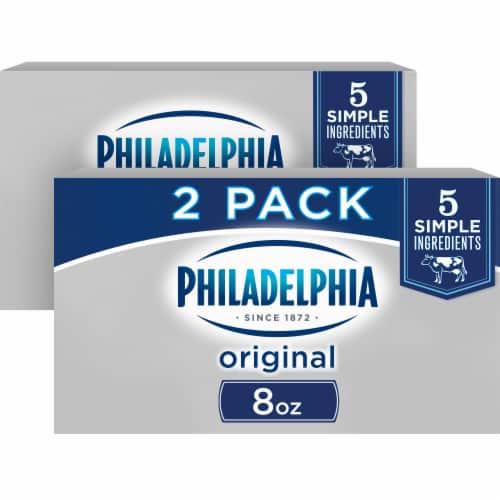 5
SIMPLE
INGREDIENTS
PHILADELPHIA
2 PACK
5
SIMPLE
INGREDIENTS
PHILADELPHIA
· SINCE 1872 ·
original
8oz